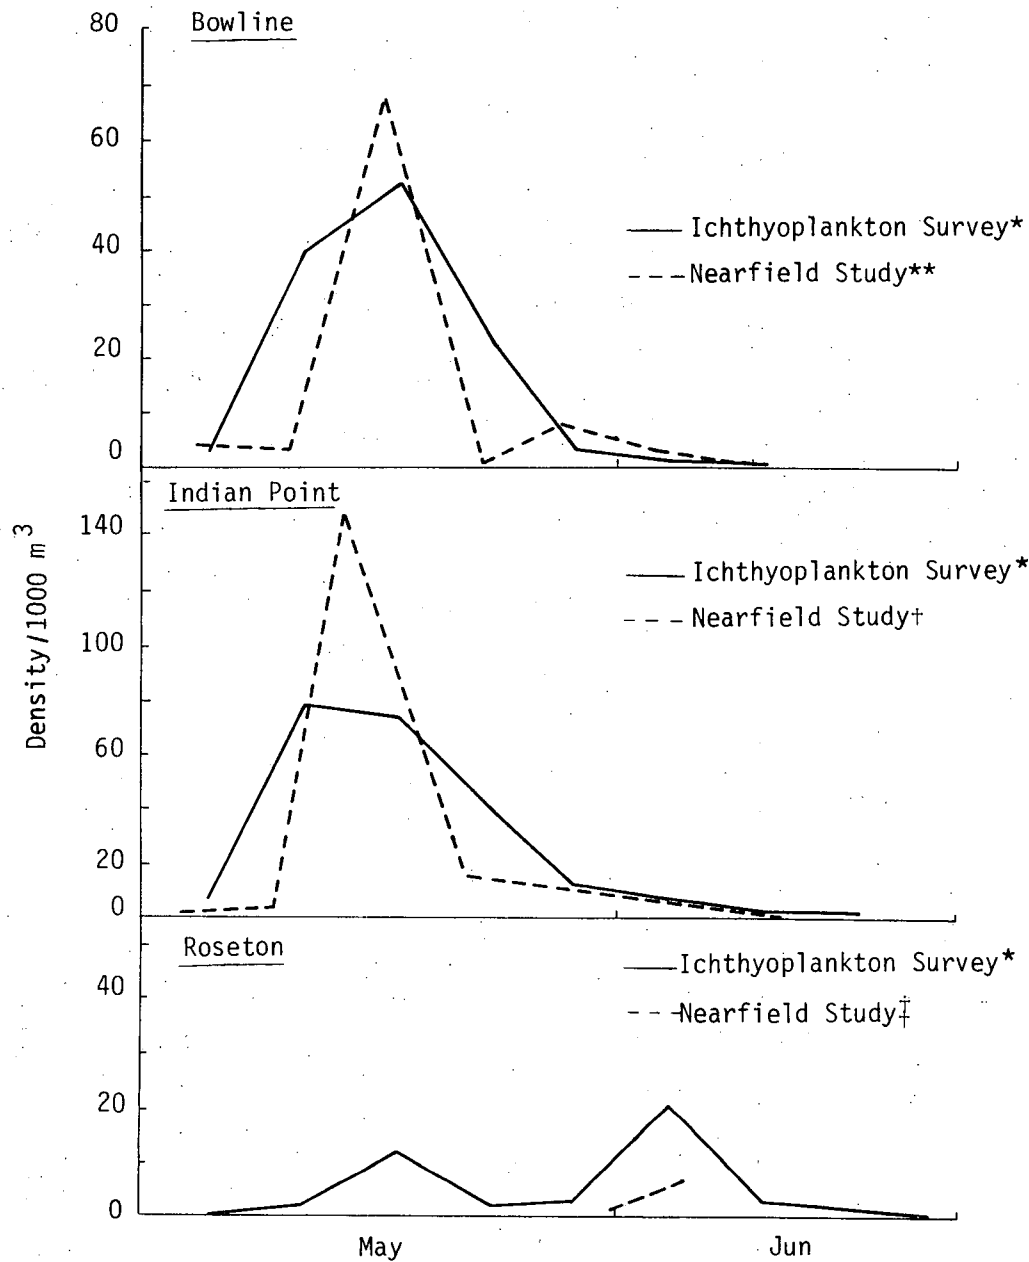 Bowline
80
60
40
20
0
Ichthyoplankton Survey*
Nearfield Study**
Indian Point
140
100
60
20
0
Ichthyoplankton Survey*
Nearfield Study†
Density/1000 m³
Roseton
40
20
0
Ichthyoplankton Survey*
Nearfield Study‡
May
Jun